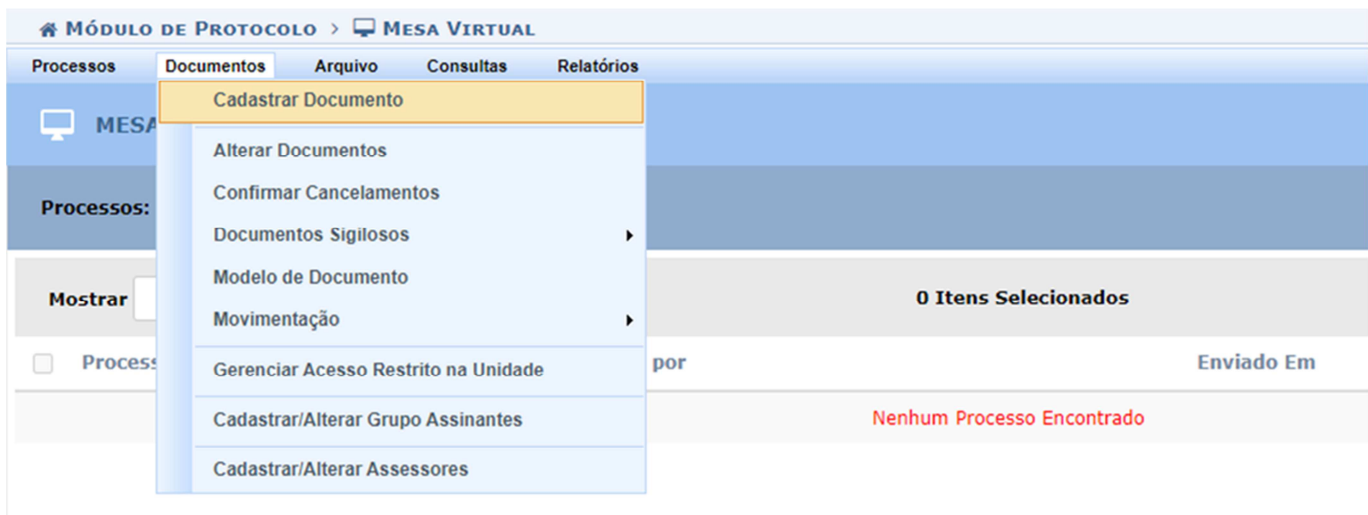 MÓDULO DE PROTOCOLO > MESA VIRTUAL
Processos Documentos Arquivo Consultas Relatórios
Cadastrar Documento
MESA
Alterar Documentos
Confirmar Cancelamentos
Processos:
Documentos Sigilosos
Modelo de Documento
Mostrar
0 Itens Selecionados
Movimentação
Process
por
Enviado Em
Gerenciar Acesso Restrito na Unidade
Cadastrar/Alterar Grupo Assinantes
Nenhum Processo Encontrado
Cadastrar/Alterar Assessores